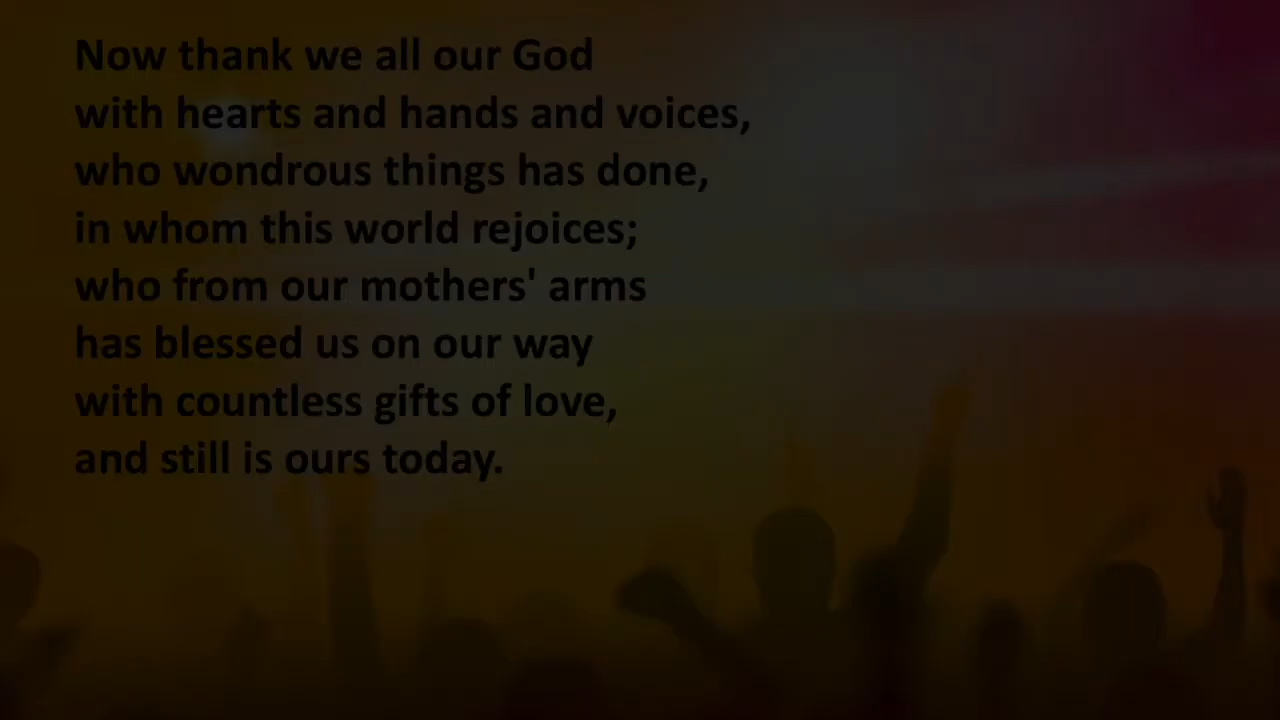 Now thank we all our God
with hearts and hands and voices,
who wondrous things has done,
in whom this world rejoices;
who from our mothers' arms
has blessed us on our way
with countless gifts of love,
and still is ours today.